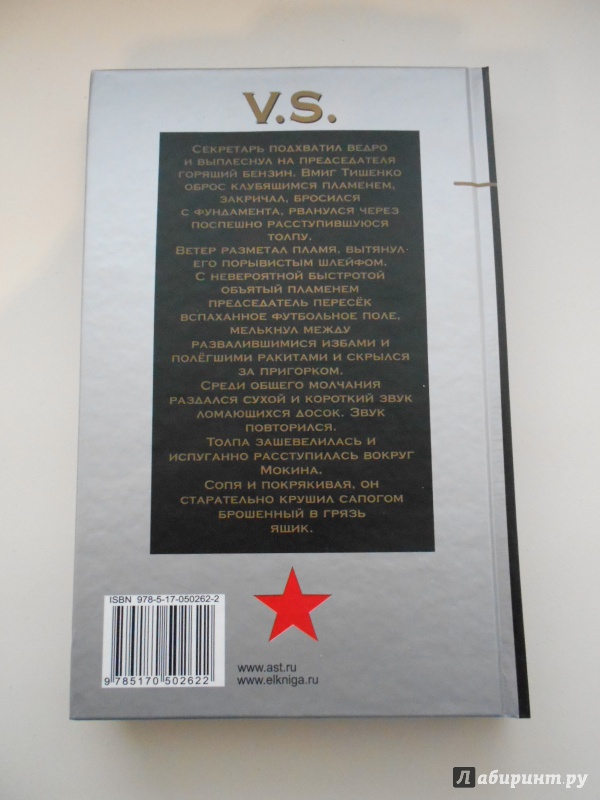 V.S.
Секретарь подхватил ведро
и выплеснул на председателя
горящий бензин. Вмиг Тищенко
оброс клубящимся пламенем,
закричал, бросился
с фундамента, рванулся через
поспешно расступившуюся
толпу.
Ветер разметал пламя, вытянул
его порывистым шлейфом.
С невероятной быстротой
объятый пламенем
председатель пересёк
вспаханное футбольное поле,
мелькнул между
развалившимися избами и
полёгшими ракитами и скрылся
за пригорком.
Среди общего молчания
раздался сухой и короткий звук
ломающихся досок. Звук
повторился.
Толпа зашевелилась и
испуганно расступилась вокруг
Мокина.
Сопя и покрякивая, он
старательно крушил сапогом
брошенный в грязь
ящик.
ISBN 978-5-17-050262-2
9 785170 502622
www.ast.ru
www.elkniga.ru
лабиринт.ру